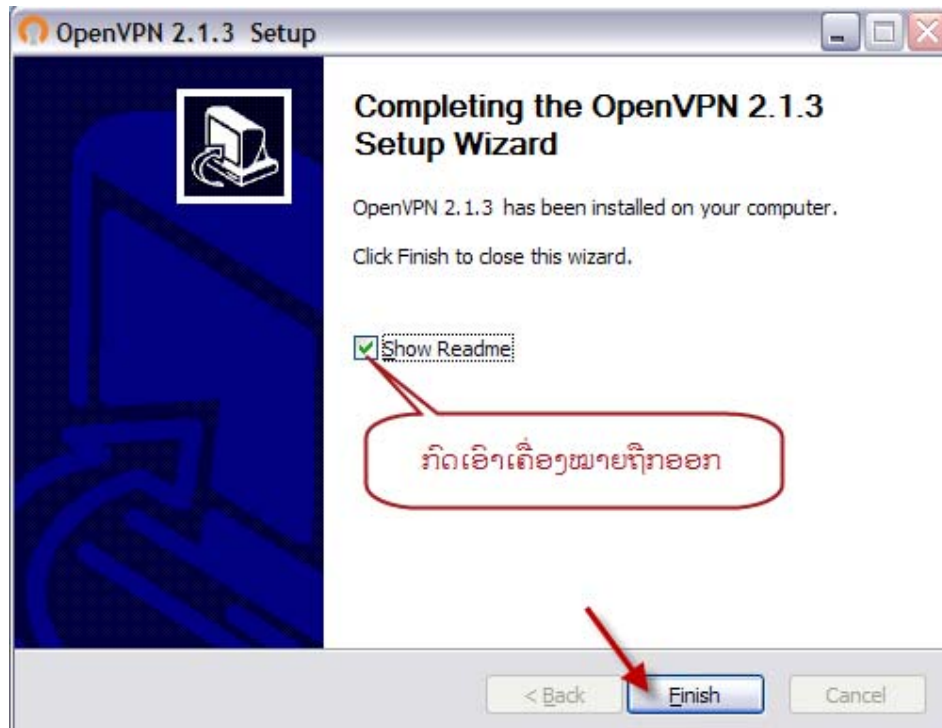 OpenVPN 2.1.3 Setup
Completing the OpenVPN 2.1.3
Setup Wizard
OpenVPN 2.1.3 has been installed on your computer.
Click Finish to close this wizard.
Show Readme
ກົດເອົາເຄື່ອງໝາຍຖືກອອກ
< Back Finish Cancel